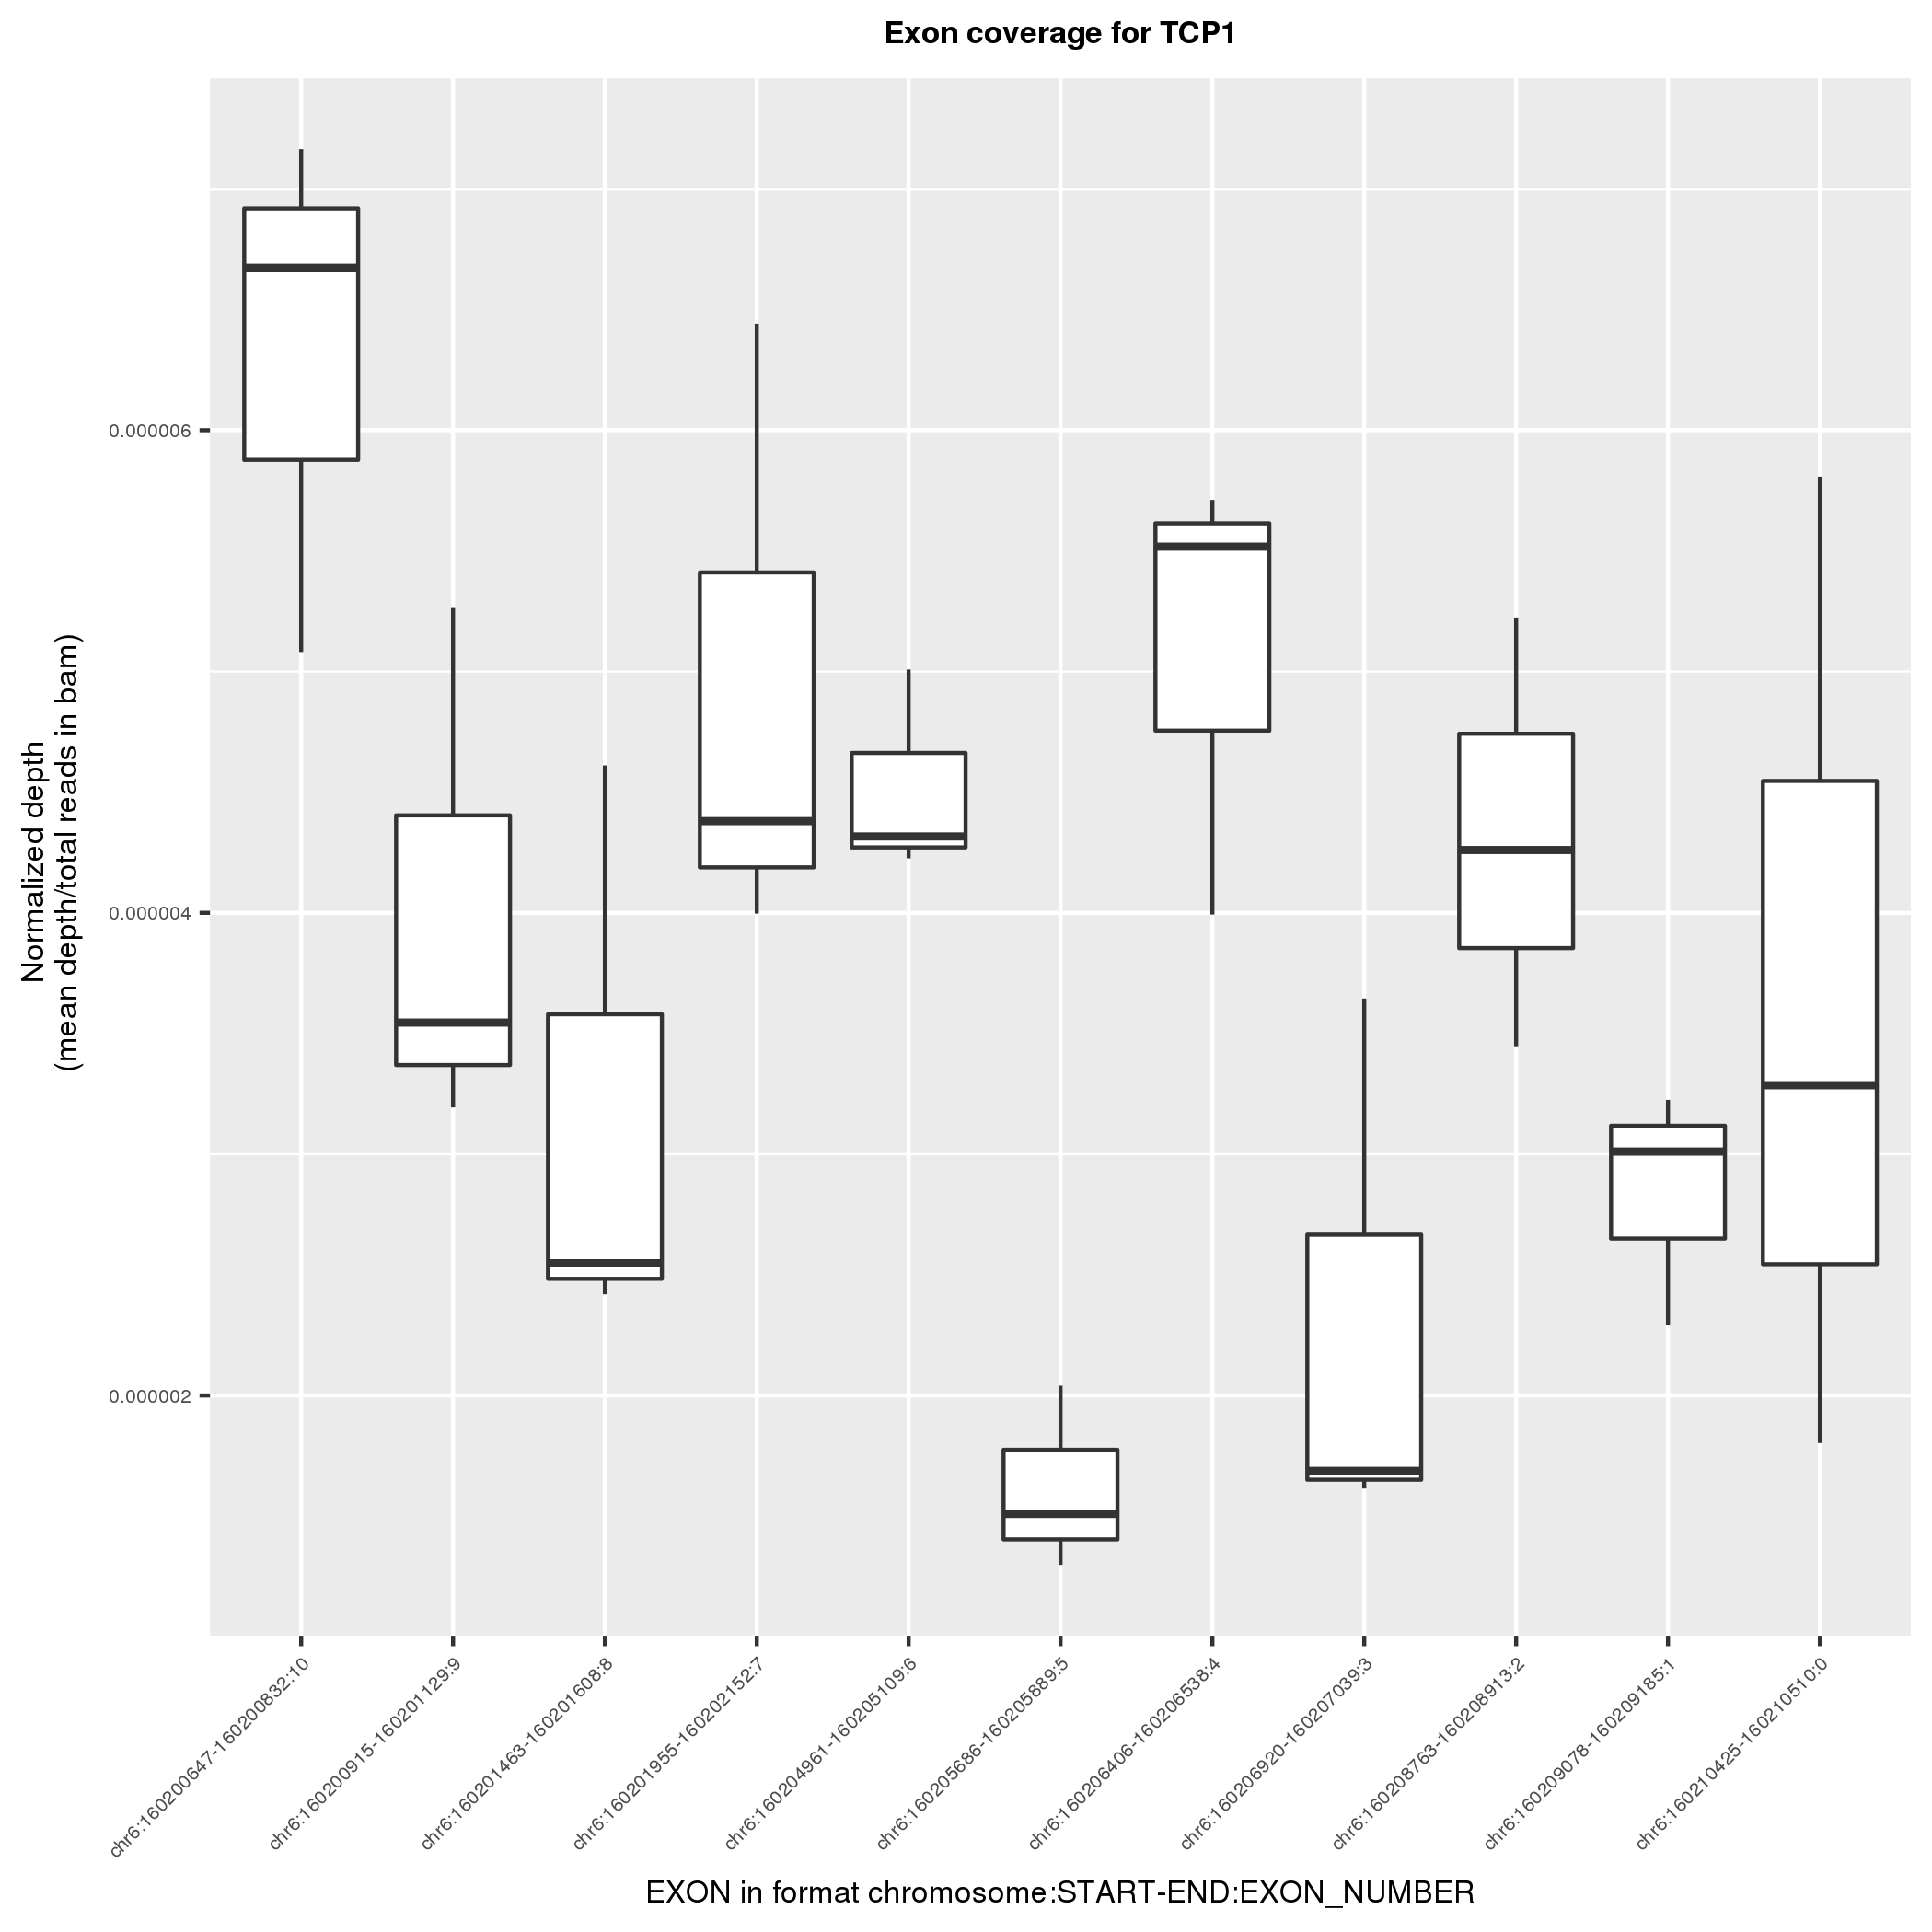 Exon coverage for TCP1
Normalized depth
(mean depth/total reads in bam)
0.000006
0.000004
0.000002
chr6:160200647-160200832:10
chr6:160200915-160201129:9
chr6:160201463-160201608:8
chr6:160201955-160202152:7
chr6:160204961-160205109:6
chr6:160205686-160205889:5
chr6:160206406-160206538:4
chr6:160206920-160207039:3
chr6:160208763-160208913:2
chr6:160209078-160209185:1
chr6:160210425-160210510:0
EXON in format chromosome:START-END:EXON_NUMBER